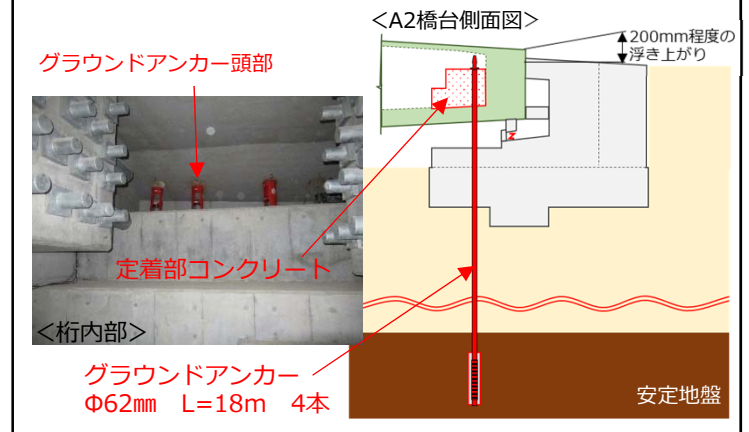 <A2橋台側面図>
200mm程度の
浮き上がり
グラウンドアンカー頭部
定着部コンクリート
<桁内部>
グラウンドアンカー
Φ62㎜ L=18m 4本
安定地盤